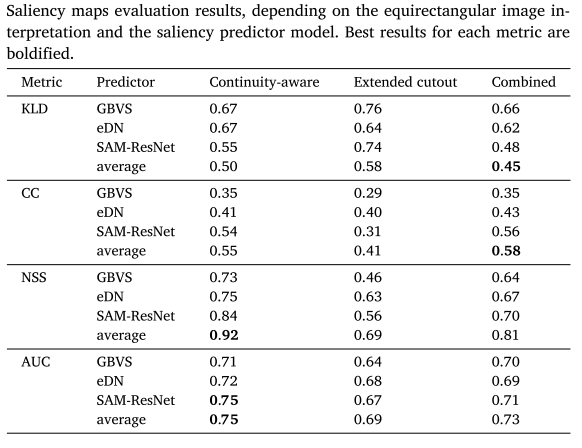 Saliency maps evaluation results, depending on the equirectangular image in-
terpretation and the saliency predictor model. Best results for each metric are
boldified.
Metric Predictor Continuity-aware Extended cutout Combined
KLD GBVS 0.67 0.76 0.66
eDN 0.67 0.64 0.62
SAM-ResNet 0.55 0.74 0.48
average 0.50 0.58 0.45
CC GBVS 0.35 0.29 0.35
eDN 0.41 0.40 0.43
SAM-ResNet 0.54 0.31 0.56
average 0.55 0.41 0.58
NSS GBVS 0.73 0.46 0.64
eDN 0.75 0.63 0.67
SAM-ResNet 0.84 0.56 0.70
average 0.92 0.69 0.81
AUC GBVS 0.71 0.64 0.70
eDN 0.72 0.68 0.69
SAM-ResNet 0.75 0.67 0.71
average 0.75 0.69 0.73